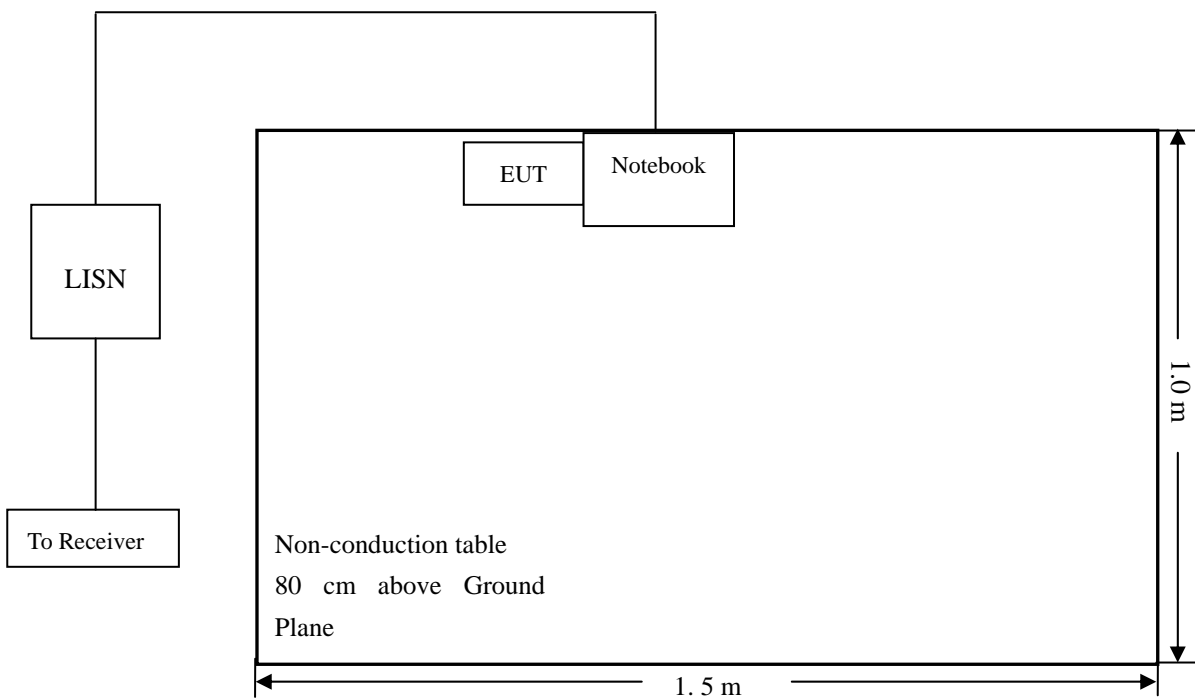 EUT
Notebook
LISN
1.0 m
To Receiver
Non-conduction table
80 cm above Ground
Plane
1. 5 m